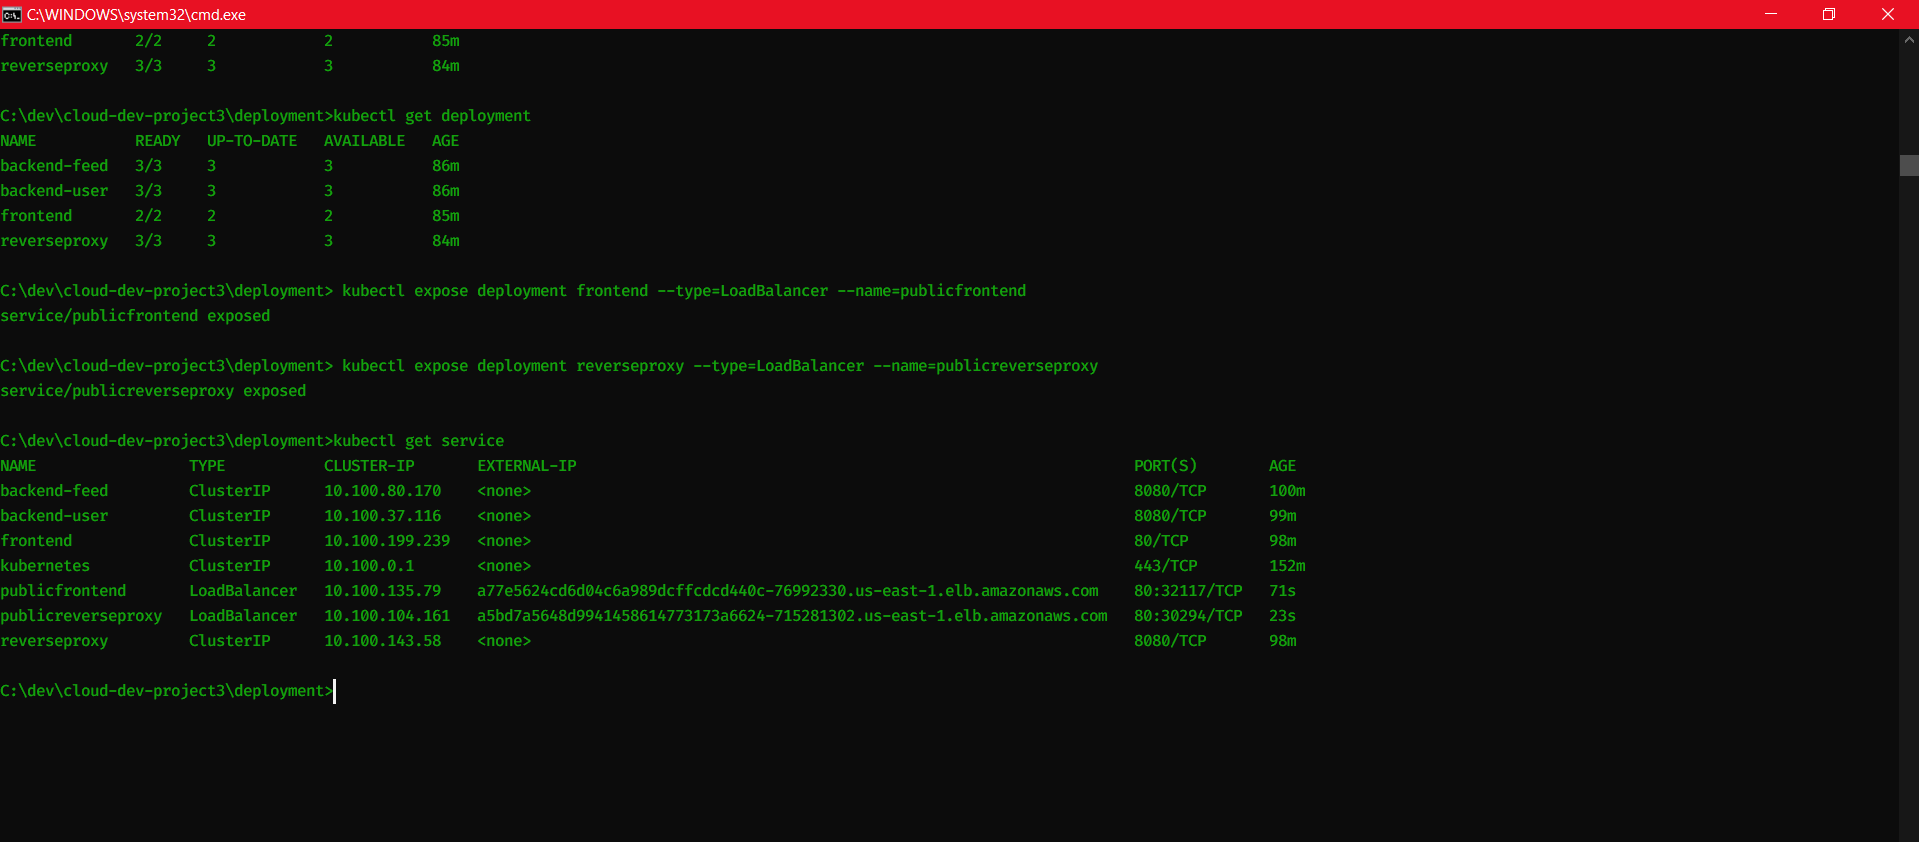 C:\WINDOWS\system32\cmd.exe
frontend 2/2 2 2 85m
reverseproxy 3/3 3 3 84m
C:\dev\cloud-dev-project3\deployment>kubectl get deployment
NAME READY UP-TO-DATE AVAILABLE AGE
backend-feed 3/3 3 3 86m
backend-user 3/3 3 3 86m
frontend 2/2 2 2 85m
reverseproxy 3/3 3 3 84m
C:\dev\cloud-dev-project3\deployment> kubectl expose deployment frontend --type=LoadBalancer --name=publicfrontend
service/publicfrontend exposed
C:\dev\cloud-dev-project3\deployment> kubectl expose deployment reverseproxy --type=LoadBalancer --name=publicreverseproxy
service/publicreverseproxy exposed
C:\dev\cloud-dev-project3\deployment>kubectl get service
NAME TYPE CLUSTER-IP EXTERNAL-IP PORT(S) AGE
backend-feed ClusterIP 10.100.80.170 <none> 8080/TCP 100m
backend-user ClusterIP 10.100.37.116 <none> 8080/TCP 99m
frontend ClusterIP 10.100.199.239 <none> 80/TCP 98m
kubernetes ClusterIP 10.100.0.1 <none> 443/TCP 152m
publicfrontend LoadBalancer 10.100.135.79 a77e5624cd6d04c6a989dcffcdcd440c-76992330.us-east-1.elb.amazonaws.com 80:32117/TCP 71s
publicreverseproxy LoadBalancer 10.100.104.161 a5bd7a5648d9941458614773173a6624-715281302.us-east-1.elb.amazonaws.com 80:30294/TCP 23s
reverseproxy ClusterIP 10.100.143.58 <none> 8080/TCP 98m
C:\dev\cloud-dev-project3\deployment>